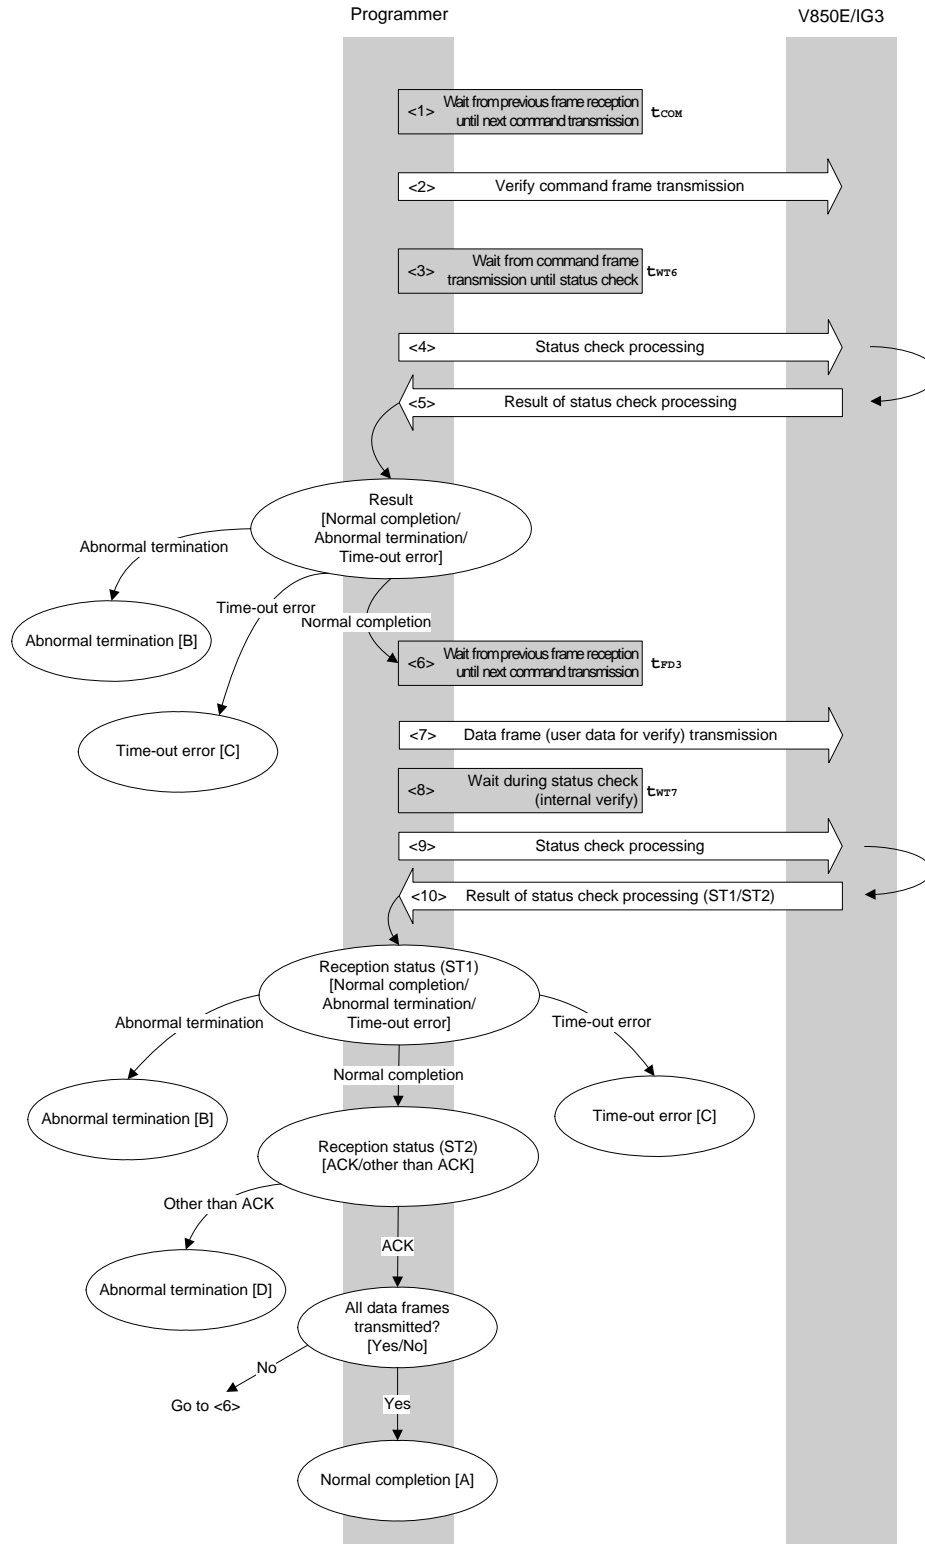 Programmer
V850E/IG3
<1> Wait from previous frame reception
until next command transmission
tCOM
<2> Verify command frame transmission
<3> Wait from command frame
transmission until status check
tWT6
<4> Status check processing
<5> Result of status check processing
Result
[Normal completion/
Abnormal termination/
Time-out error]
Abnormal termination
Time-out error
Normal completion
Abnormal termination [B]
<6> Wait from previous frame reception
until next command transmission
tFD3
Time-out error [C]
<7> Data frame (user data for verify) transmission
<8> Wait during status check
(internal verify)
tWT7
<9> Status check processing
<10> Result of status check processing (ST1/ST2)
Reception status (ST1)
[Normal completion/
Abnormal termination/
Time-out error]
Abnormal termination
Time-out error
Normal completion
Abnormal termination [B]
Time-out error [C]
Reception status (ST2)
[ACK/other than ACK]
Other than ACK
ACK
Abnormal termination [D]
All data frames
transmitted?
[Yes/No]
No
Go to <6>
Yes
Normal completion [A]